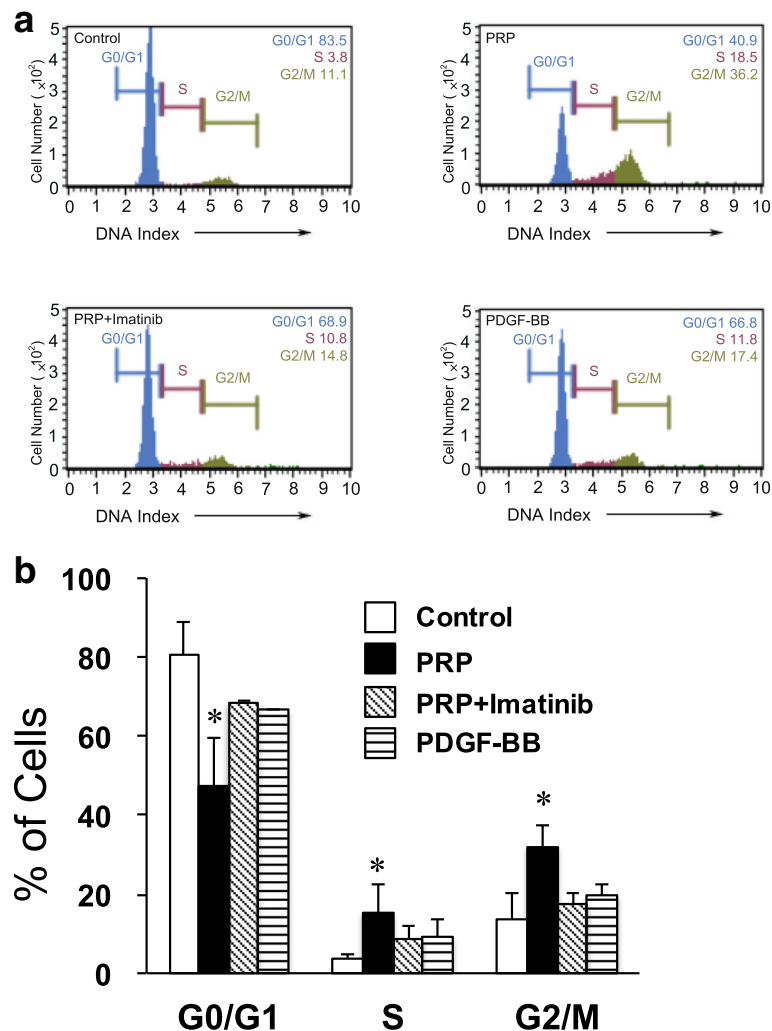 a
Control
G0/G1 83.5
S 3.8
G2/M 11.1
G0/G1
S
G2/M
Cell Number ( x10²)
5
4
3
2
1
0
0 1 2 3 4 5 6 7 8 9 10
DNA Index
PRP
G0/G1 40.9
S 18.5
G2/M 36.2
G0/G1
S
G2/M
Cell Number ( x10²)
5
4
3
2
1
0
0 1 2 3 4 5 6 7 8 9 10
DNA Index
PRP+Imatinib
G0/G1 68.9
S 10.8
G2/M 14.8
G0/G1
S
G2/M
Cell Number ( x10²)
5
4
3
2
1
0
0 1 2 3 4 5 6 7 8 9 10
DNA Index
PDGF-BB
G0/G1 66.8
S 11.8
G2/M 17.4
G0/G1
S
G2/M
Cell Number ( x10²)
5
4
3
2
1
0
0 1 2 3 4 5 6 7 8 9 10
DNA Index
b
% of Cells
100
80
60
40
20
0
Control
PRP
PRP+Imatinib
PDGF-BB
*
*
*
G0/G1 S G2/M